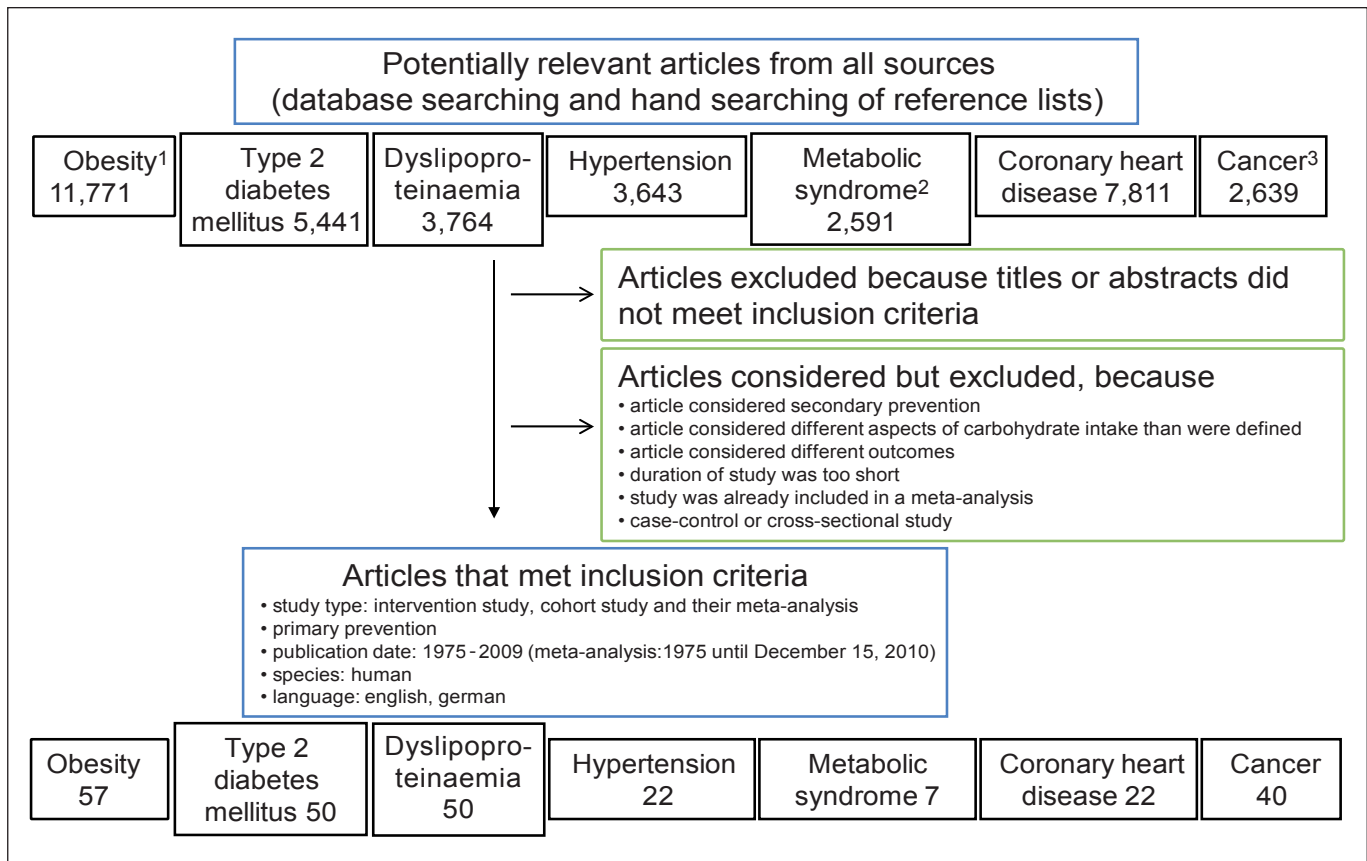 Potentially relevant articles from all sources
(database searching and hand searching of reference lists)
Obesity1
11,771
Type 2
diabetes
mellitus 5,441
Dyslipopro-
teinaemia
3,764
Hypertension
3,643
Metabolic
syndrome2
2,591
Coronary heart
disease 7,811
Cancer3
2,639
Articles excluded because titles or abstracts did
not meet inclusion criteria
Articles considered but excluded, because
• article considered secondary prevention
• article considered different aspects of carbohydrate intake than were defined
• article considered different outcomes
• duration of study was too short
• study was already included in a meta-analysis
• case-control or cross-sectional study
Articles that met inclusion criteria
• study type: intervention study, cohort study and their meta-analysis
• primary prevention
• publication date: 1975-2009 (meta-analysis:1975 until December 15, 2010)
• species: human
• language: english, german
Obesity
57
Type 2
diabetes
mellitus 50
Dyslipopro-
teinaemia
50
Hypertension
22
Metabolic
syndrome 7
Coronary heart
disease 22
Cancer
40